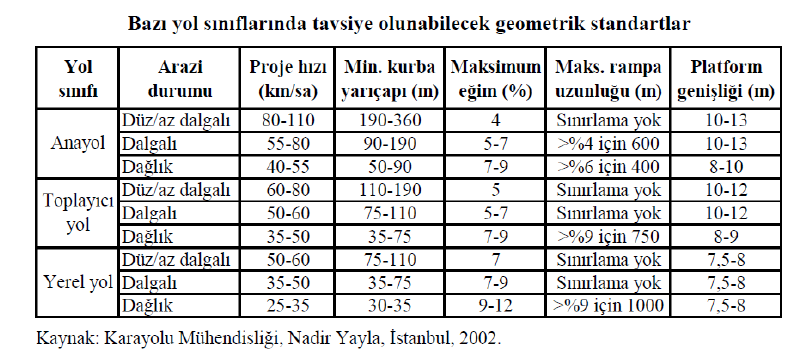 Bazı yol sınıflarında tavsiye olunabilecek geometrik standartlar
Yol sınıfı | Arazi durumu | Proje hızı (km/sa) | Min. kurba yarıçapı (m) | Maksimum eğim (%) | Maks. rampa uzunluğu (m) | Platform genişliği (m)
Anayol | Düz/az dalgalı | 80-110 | 190-360 | 4 | Sınırlama yok | 10-13
Dalgalı | 55-80 | 90-190 | 5-7 | >%4 için 600 | 10-13
Dağlık | 40-55 | 50-90 | 7-9 | >%6 için 400 | 8-10
Toplayıcı yol | Düz/az dalgalı | 60-80 | 110-190 | 5 | Sınırlama yok | 10-12
Dalgalı | 50-60 | 75-110 | 5-7 | Sınırlama yok | 10-12
Dağlık | 35-50 | 35-75 | 7-9 | >%9 için 750 | 8-9
Yerel yol | Düz/az dalgalı | 50-60 | 75-110 | 7 | Sınırlama yok | 7,5-8
Dalgalı | 35-50 | 35-75 | 7-9 | Sınırlama yok | 7,5-8
Dağlık | 25-35 | 30-35 | 9-12 | >%9 için 1000 | 7,5-8
Kaynak: Karayolu Mühendisliği, Nadir Yayla, İstanbul, 2002.